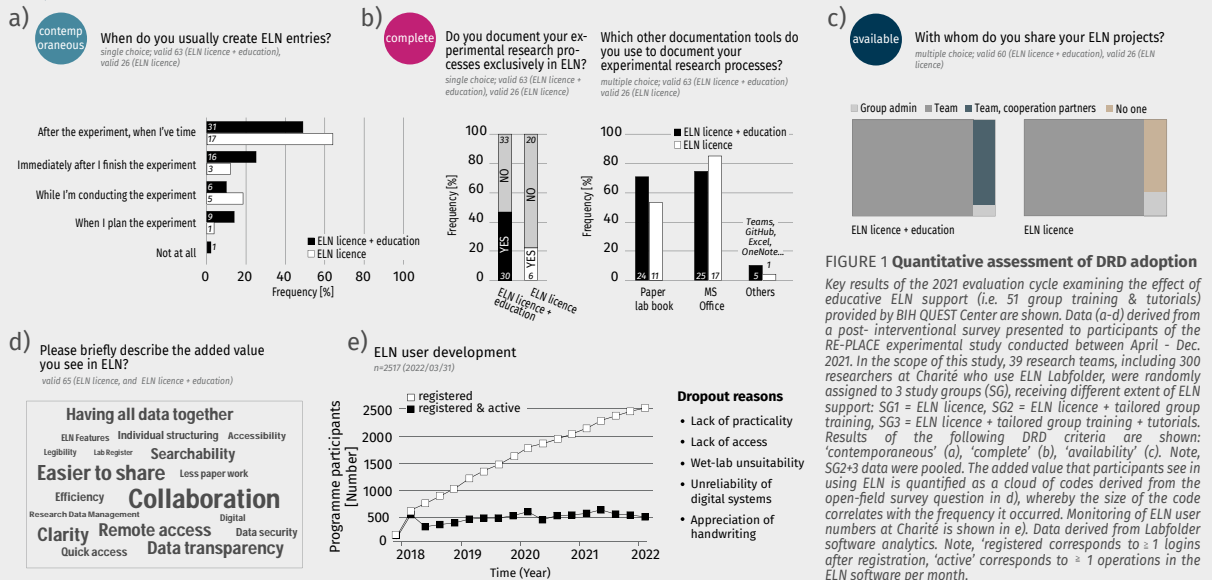 a)
contemp
oraneous
When do you usually create ELN entries?
single choice; valid 63 (ELN licence + education),
valid 26 (ELN licence)
After the experiment, when I've time
31
17
Immediately after I finish the experiment
16
3
While I'm conducting the experiment
6
5
When I plan the experiment
9
1
Not at all
1
ELN licence + education
ELN licence
0 20 40 60 80 100
Frequency [%]
b)
complete
Do you document your ex-
perimental research pro-
cesses exclusively in ELN?
single choice; valid 63 (ELN licence +
education), valid 26 (ELN licence)
100
80
60
40
20
0
Frequency [%]
33
NO
YES
30
20
NO
YES
6
ELN licence +
education
ELN licence
Which other documentation tools do
you use to document your
experimental research processes?
multiple choice; valid 63 (ELN licence + education)
valid 26 (ELN licence)
ELN licence + education
ELN licence
100
80
60
40
20
0
Frequency [%]
24 11
25 17
5 1
Teams,
GitHub,
Excel,
OneNote...
Paper
lab book
MS
Office
Others
c)
available
With whom do you share your ELN projects?
multiple choice; valid 60 (ELN licence + education), valid 26 (ELN
licence)
Group admin Team Team, cooperation partners No one
ELN licence + education
ELN licence
FIGURE 1 Quantitative assessment of DRD adoption
Key results of the 2021 evaluation cycle examining the effect of
educative ELN support (i.e. 51 group training & tutorials)
provided by BIH QUEST Center are shown. Data (a-d) derived from
a post- interventional survey presented to participants of the
RE-PLACE experimental study conducted between April - Dec.
2021. In the scope of this study, 39 research teams, including 300
researchers at Charité who use ELN Labfolder, were randomly
assigned to 3 study groups (SG), receiving different extent of ELN
support: SG1 = ELN licence, SG2 = ELN licence + tailored group
training, SG3 = ELN licence + tailored group training + tutorials.
Results of the following DRD criteria are shown:
'contemporaneous' (a), 'complete' (b), 'availability' (c). Note,
SG2+3 data were pooled. The added value that participants see in
using ELN is quantified as a cloud of codes derived from the
open-field survey question in d), whereby the size of the code
correlates with the frequency it occurred. Monitoring of ELN user
numbers at Charité is shown in e). Data derived from Labfolder
software analytics. Note, 'registered corresponds to ≥ 1 logins
after registration, 'active' corresponds to ≥ 1 operations in the
ELN software per month.
d)
Please briefly describe the added value
you see in ELN?
valid 65 (ELN licence, and ELN licence + education)
Having all data together
ELN Features Individual structuring Accessibility
Legibility Lab Register Searchability
Easier to share Less paper work
Efficiency Collaboration
Research Data Management Digital
Clarity Remote access Data security
Quick access Data transparency
e)
ELN user development
n=2517 (2022/03/31)
registered
registered & active
2500
2000
1500
1000
500
0
Programme participants
[Number]
2018 2019 2020 2021 2022
Time (Year)
Dropout reasons
• Lack of practicality
• Lack of access
• Wet-lab unsuitability
• Unreliability of
digital systems
• Appreciation of
handwriting